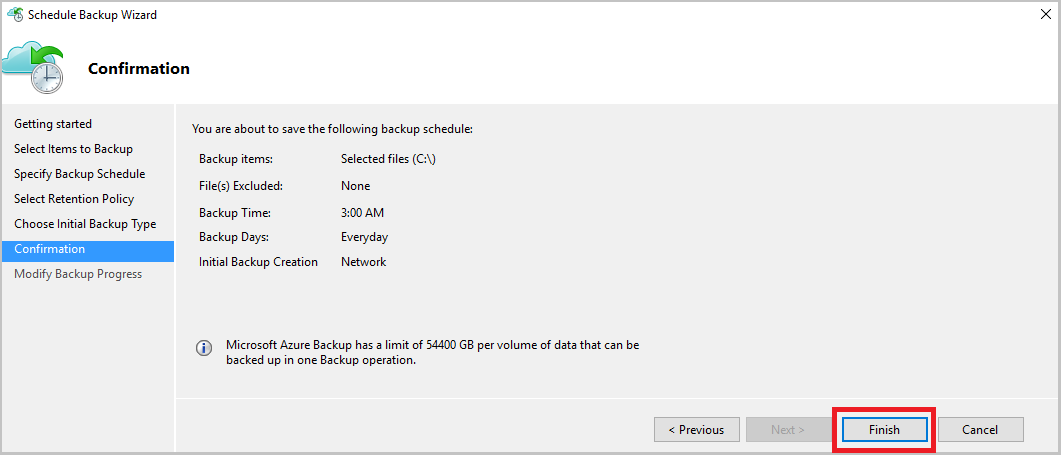 Schedule Backup Wizard
Confirmation
Getting started
Select Items to Backup
Specify Backup Schedule
Select Retention Policy
Choose Initial Backup Type
Confirmation
Modify Backup Progress
You are about to save the following backup schedule:
Backup items: Selected files (C:\)
File(s) Excluded: None
Backup Time: 3:00 AM
Backup Days: Everyday
Initial Backup Creation Network
Microsoft Azure Backup has a limit of 54400 GB per volume of data that can be
backed up in one Backup operation.
< Previous Next > Finish Cancel